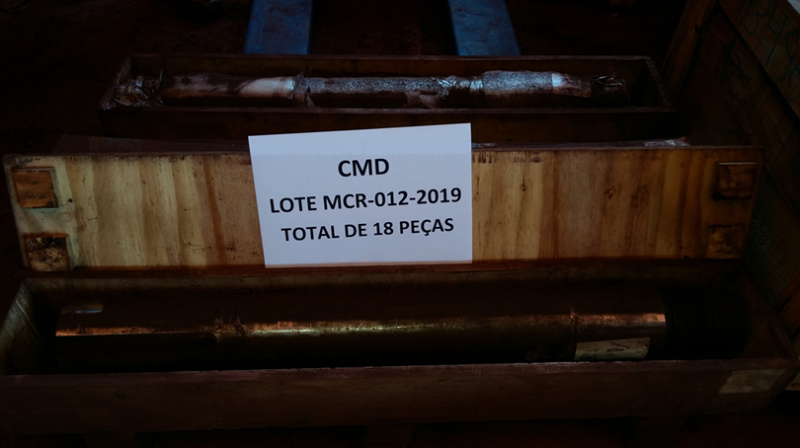 CMD
LOTE MCR-012-2019
TOTAL DE 18 PEÇAS